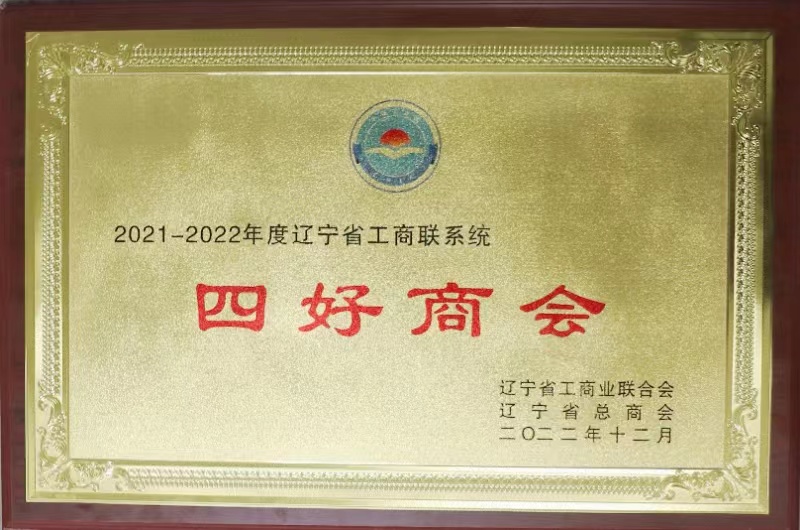 2021-2022年度辽宁省工商联系统
四好商会
辽宁省工商业联合会
辽宁省总商会
二〇二二年十二月